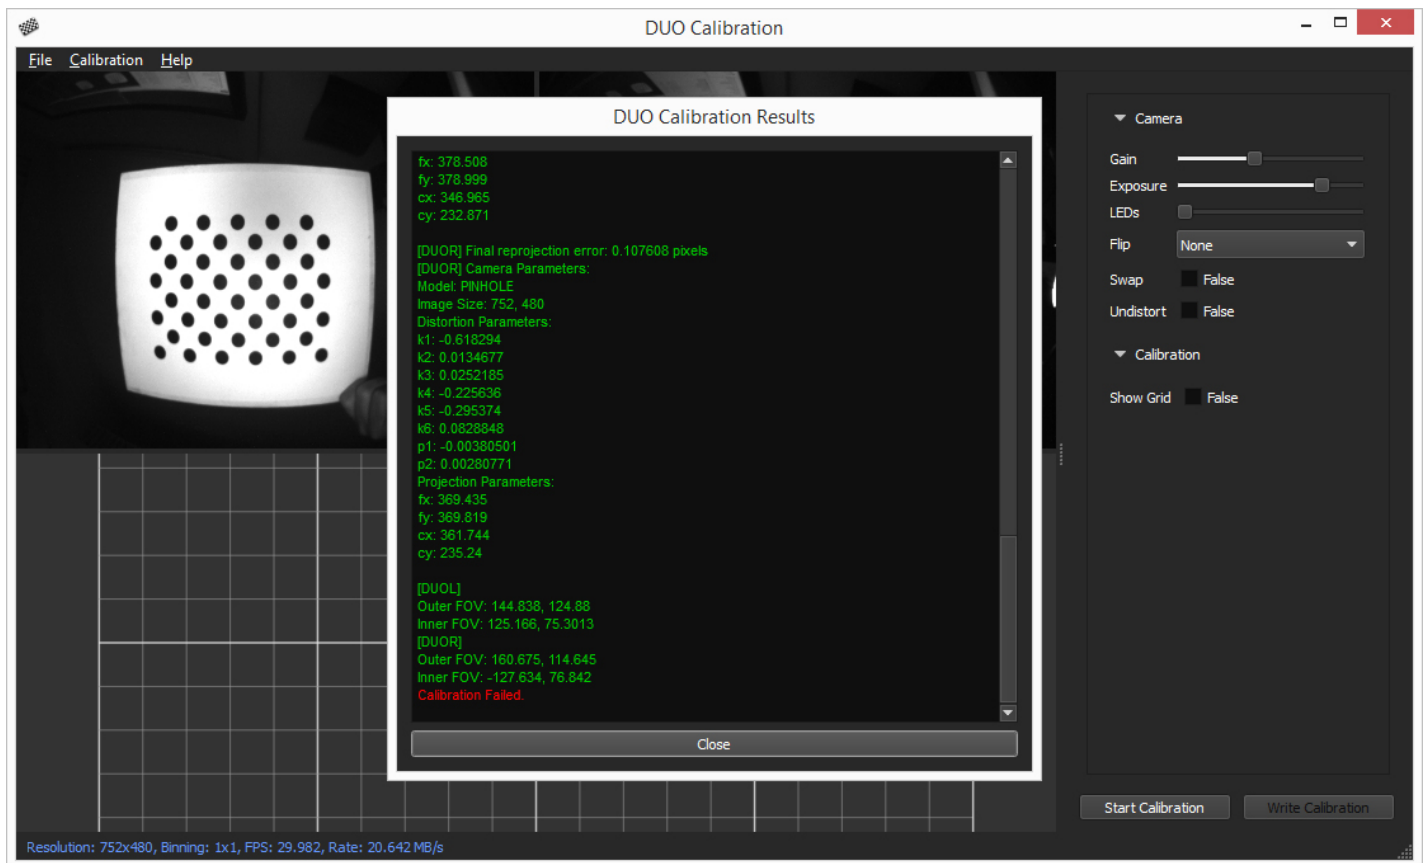 DUO Calibration
File Calibration Help
DUO Calibration Results
fx: 378.508
fy: 378.999
cx: 346.965
cy: 232.871
[DUOR] Final reprojection error: 0.107608 pixels
[DUOR] Camera Parameters:
Model: PINHOLE
Image Size: 752, 480
Distortion Parameters:
k1: -0.618294
k2: 0.0134677
k3: 0.0252185
k4: -0.225636
k5: -0.295374
k6: 0.0828848
p1: -0.00380501
p2: 0.00280771
Projection Parameters:
fx: 369.435
fy: 369.819
cx: 361.744
cy: 235.24
[DUOL]
Outer FOV: 144.838, 124.88
Inner FOV: 125.166, 75.3013
[DUOR]
Outer FOV: 160.675, 114.645
Inner FOV: -127.634, 76.842
Calibration Failed.
Close
Camera
Gain
Exposure
LEDs
Flip None
Swap False
Undistort False
Calibration
Show Grid False
Start Calibration Write Calibration
Resolution: 752x480, Binning: 1x1, FPS: 29.982, Rate: 20.642 MB/s